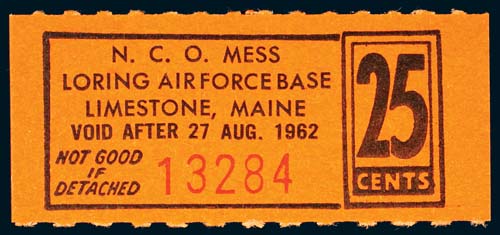 N. C. O. MESS
LORING AIR FORCE BASE
LIMESTONE, MAINE
VOID AFTER 27 AUG. 1962
NOT GOOD
IF
DETACHED
13284
25
CENTS